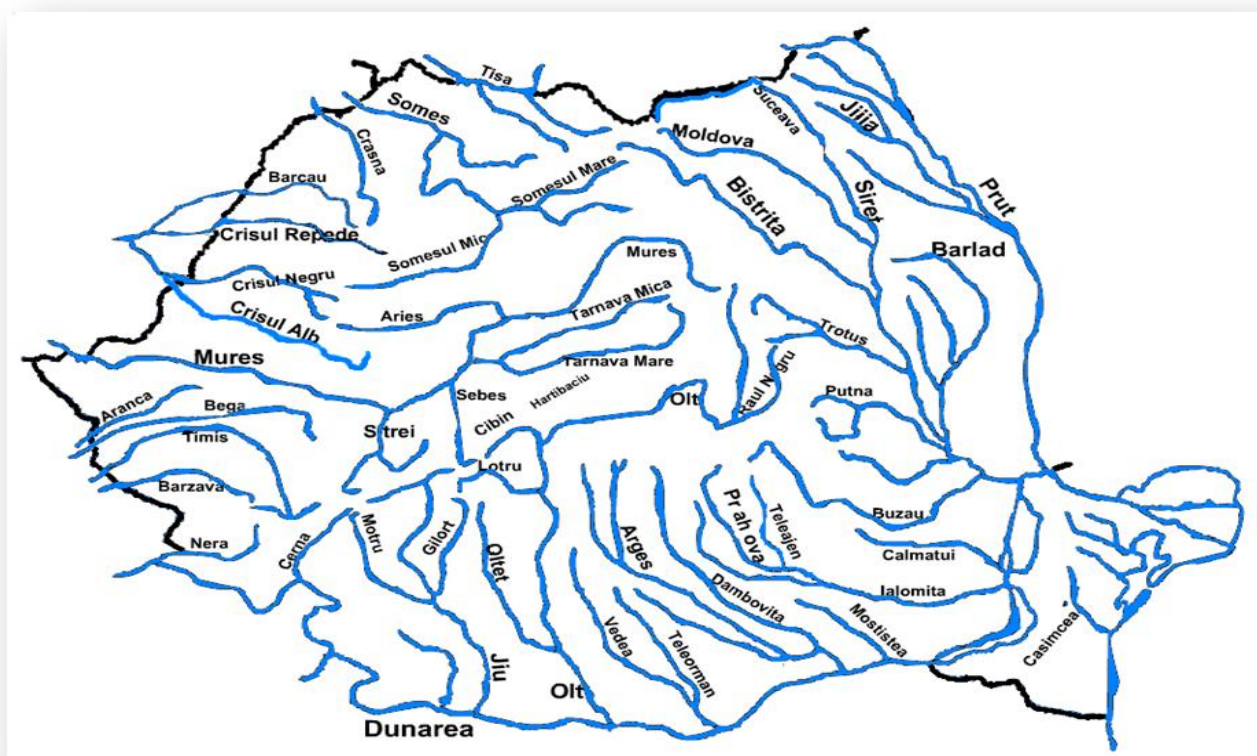 Tisa
Somes
Crasna
Suceava
Jijia
Moldova
Barcau
Somesul Mare
Bistrita
Siret
Prut
Crisul Repede
Somesul Mic
Barlad
Crisul Negru
Mures
Crisul Alb
Aries
Tarnava Mica
Trotus
Mures
Tarnava Mare
Raul Negru
Sebes
Hartibaciu
Olt
Putna
Aranca
Bega
Cibin
Timis
Sitrei
Lotru
Barzava
Prahova
Teleajen
Buzau
Motru
Gilort
Oltet
Arges
Nera
Cerna
Calmatui
Dambovita
Ialomita
Mostistea
Casimcea
Vedea
Teleorman
Jiu
Olt
Dunarea